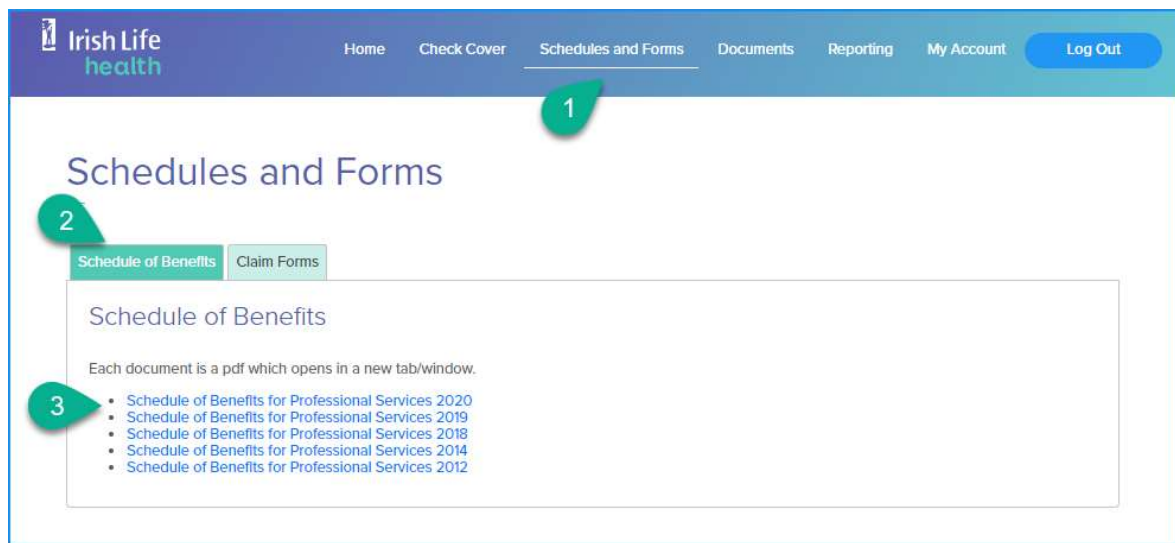 Irish Life
health
Home Check Cover Schedules and Forms Documents Reporting My Account Log Out
1
Schedules and Forms
2
Schedule of Benefits Claim Forms
Schedule of Benefits
Each document is a pdf which opens in a new tab/window.
3
• Schedule of Benefits for Professional Services 2020
• Schedule of Benefits for Professional Services 2019
• Schedule of Benefits for Professional Services 2018
• Schedule of Benefits for Professional Services 2014
• Schedule of Benefits for Professional Services 2012